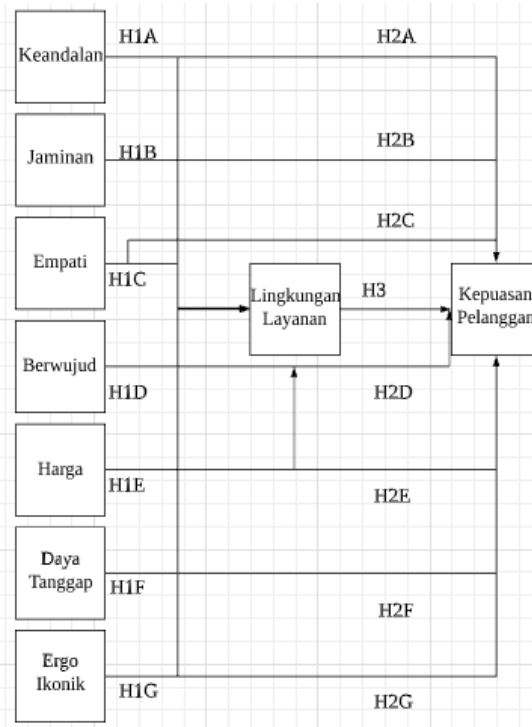 Keandalan
H1A
H2A
Jaminan
H1B
H2B
Empati
H1C
H2C
Lingkungan
Layanan
H3
Kepuasan
Pelanggan
Berwujud
H1D
H2D
Harga
H1E
H2E
Daya
Tanggap
H1F
H2F
Ergo
Ikonik
H1G
H2G